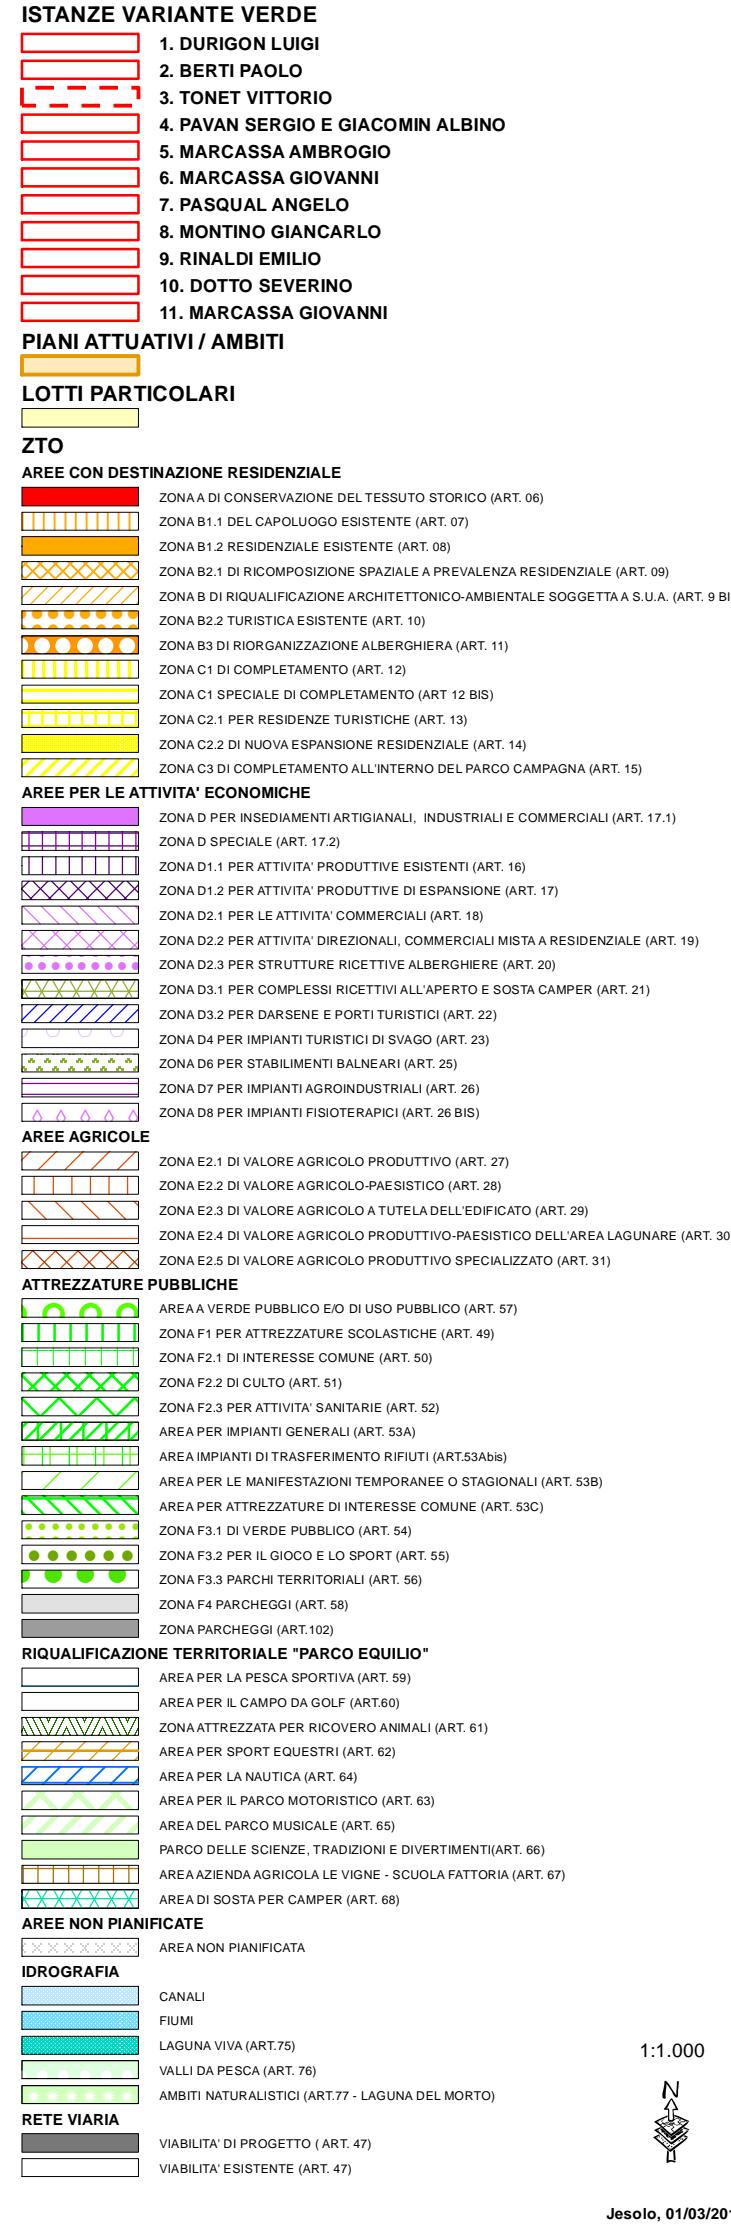 ISTANZE VARIANTE VERDE
1. DURIGON LUIGI
2. BERTI PAOLO
3. TONET VITTORIO
4. PAVAN SERGIO E GIACOMIN ALBINO
5. MARCASSA AMBROGIO
6. MARCASSA GIOVANNI
7. PASQUAL ANGELO
8. MONTINO GIANCARLO
9. RINALDI EMILIO
10. DOTTO SEVERINO
11. MARCASSA GIOVANNI
PIANI ATTUATIVI / AMBITI
LOTTI PARTICOLARI
ZTO
AREE CON DESTINAZIONE RESIDENZIALE
ZONA A DI CONSERVAZIONE DEL TESSUTO STORICO (ART. 06)
ZONA B1.1 DEL CAPOLUOGO ESISTENTE (ART. 07)
ZONA B1.2 RESIDENZIALE ESISTENTE (ART. 08)
ZONA B2.1 DI RICOMPOSIZIONE SPAZIALE A PREVALENZA RESIDENZIALE (ART. 09)
ZONA B DI RIQUALIFICAZIONE ARCHITETTONICO-AMBIENTALE SOGGETTA A S.U.A. (ART. 9 BI
ZONA B2.2 TURISTICA ESISTENTE (ART. 10)
ZONA B3 DI RIORGANIZZAZIONE ALBERGHIERA (ART. 11)
ZONA C1 DI COMPLETAMENTO (ART. 12)
ZONA C1 SPECIALE DI COMPLETAMENTO (ART 12 BIS)
ZONA C2.1 PER RESIDENZE TURISTICHE (ART. 13)
ZONA C2.2 DI NUOVA ESPANSIONE RESIDENZIALE (ART. 14)
ZONA C3 DI COMPLETAMENTO ALL'INTERNO DEL PARCO CAMPAGNA (ART. 15)
AREE PER LE ATTIVITA' ECONOMICHE
ZONA D PER INSEDIAMENTI ARTIGIANALI, INDUSTRIALI E COMMERCIALI (ART. 17.1)
ZONA D SPECIALE (ART. 17.2)
ZONA D1.1 PER ATTIVITA' PRODUTTIVE ESISTENTI (ART. 16)
ZONA D1.2 PER ATTIVITA' PRODUTTIVE DI ESPANSIONE (ART. 17)
ZONA D2.1 PER LE ATTIVITA' COMMERCIALI (ART. 18)
ZONA D2.2 PER ATTIVITA' DIREZIONALI, COMMERCIALI MISTA A RESIDENZIALE (ART. 19)
ZONA D2.3 PER STRUTTURE RICETTIVE ALBERGHIERE (ART. 20)
ZONA D3.1 PER COMPLESSI RICETTIVI ALL'APERTO E SOSTA CAMPER (ART. 21)
ZONA D3.2 PER DARSENE E PORTI TURISTICI (ART. 22)
ZONA D4 PER IMPIANTI TURISTICI DI SVAGO (ART. 23)
ZONA D6 PER STABILIMENTI BALNEARI (ART. 25)
ZONA D7 PER IMPIANTI AGROINDUSTRIALI (ART. 26)
ZONA D8 PER IMPIANTI FISIOTERAPICI (ART. 26 BIS)
AREE AGRICOLE
ZONA E2.1 DI VALORE AGRICOLO PRODUTTIVO (ART. 27)
ZONA E2.2 DI VALORE AGRICOLO-PAESISTICO (ART. 28)
ZONA E2.3 DI VALORE AGRICOLO A TUTELA DELL'EDIFICATO (ART. 29)
ZONA E2.4 DI VALORE AGRICOLO PRODUTTIVO-PAESISTICO DELL'AREA LAGUNARE (ART. 30
ZONA E2.5 DI VALORE AGRICOLO PRODUTTIVO SPECIALIZZATO (ART. 31)
ATTREZZATURE PUBBLICHE
AREA A VERDE PUBBLICO E/O DI USO PUBBLICO (ART. 57)
ZONA F1 PER ATTREZZATURE SCOLASTICHE (ART. 49)
ZONA F2.1 DI INTERESSE COMUNE (ART. 50)
ZONA F2.2 DI CULTO (ART. 51)
ZONA F2.3 PER ATTIVITA' SANITARIE (ART. 52)
AREA PER IMPIANTI GENERALI (ART. 53A)
AREA IMPIANTI DI TRASFERIMENTO RIFIUTI (ART.53Abis)
AREA PER LE MANIFESTAZIONI TEMPORANEE O STAGIONALI (ART. 53B)
AREA PER ATTREZZATURE DI INTERESSE COMUNE (ART. 53C)
ZONA F3.1 DI VERDE PUBBLICO (ART. 54)
ZONA F3.2 PER IL GIOCO E LO SPORT (ART. 55)
ZONA F3.3 PARCHI TERRITORIALI (ART. 56)
ZONA F4 PARCHEGGI (ART. 58)
ZONA PARCHEGGI (ART.102)
RIQUALIFICAZIONE TERRITORIALE "PARCO EQUILIO"
AREA PER LA PESCA SPORTIVA (ART. 59)
AREA PER IL CAMPO DA GOLF (ART.60)
ZONA ATTREZZATA PER RICOVERO ANIMALI (ART. 61)
AREA PER SPORT EQUESTRI (ART. 62)
AREA PER LA NAUTICA (ART. 64)
AREA PER IL PARCO MOTORISTICO (ART. 63)
AREA DEL PARCO MUSICALE (ART. 65)
PARCO DELLE SCIENZE, TRADIZIONI E DIVERTIMENTI(ART. 66)
AREA AZIENDA AGRICOLA LE VIGNE - SCUOLA FATTORIA (ART. 67)
AREA DI SOSTA PER CAMPER (ART. 68)
AREE NON PIANIFICATE
AREA NON PIANIFICATA
IDROGRAFIA
CANALI
FIUMI
LAGUNA VIVA (ART.75)
1:1.000
VALLI DA PESCA (ART. 76)
N
AMBITI NATURALISTICI (ART.77 - LAGUNA DEL MORTO)
RETE VIARIA
VIABILITA' DI PROGETTO ( ART. 47)
VIABILITA' ESISTENTE (ART. 47)
Jesolo, 01/03/201